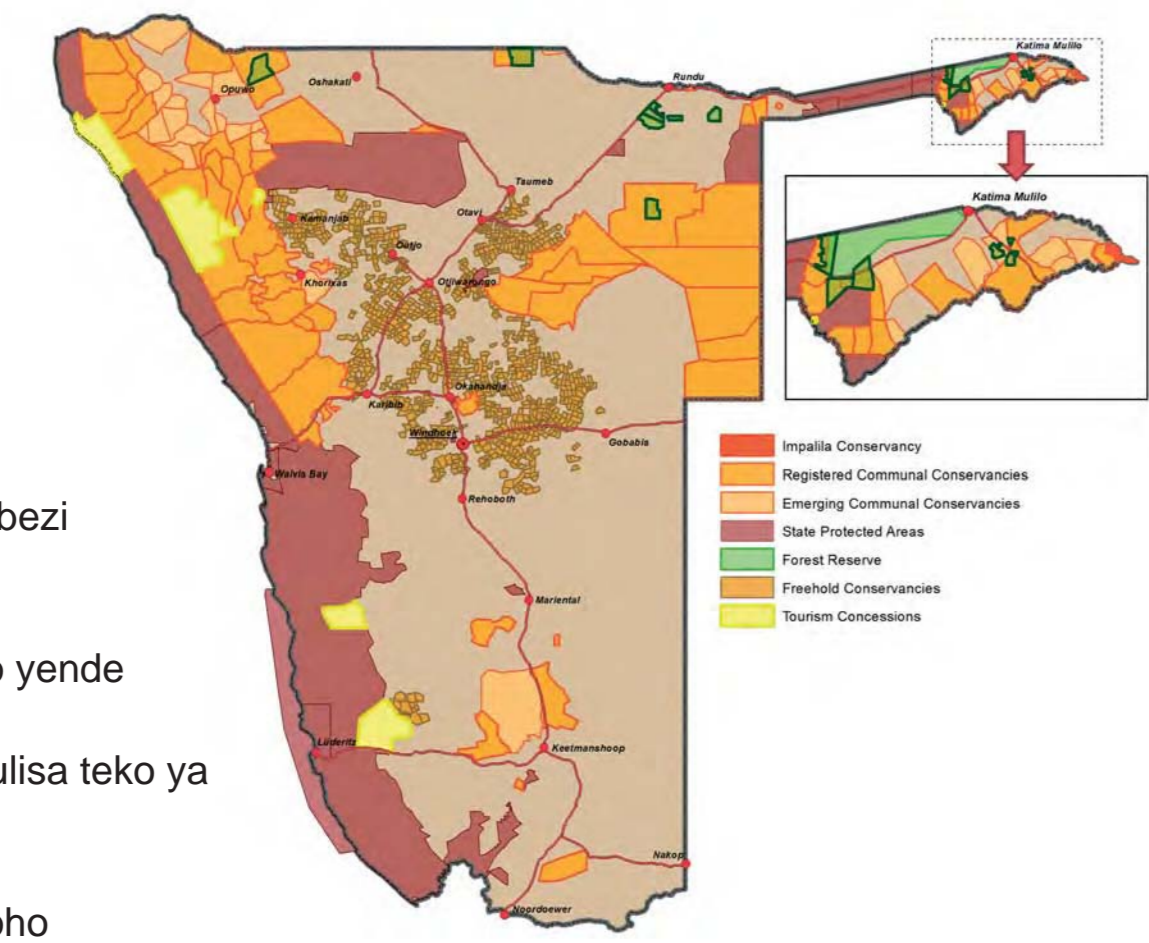 Katima Mulilo
Rundu
Oshakati
Opuwo
Tsumeb
Otavi
Kamanjab
Outjo
Khorixas
Otjiwarongo
Katima Mulilo
Okahandja
Karibib
Windhoek
Gobabis
Walvis Bay
Rehoboth
Mariental
Lüderitz
Keetmanshoop
Nakop
Noordoewer
Impalila Conservancy
Registered Communal Conservancies
Emerging Communal Conservancies
State Protected Areas
Forest Reserve
Freehold Conservancies
Tourism Concessions
bezi
yende
ulisa teko ya